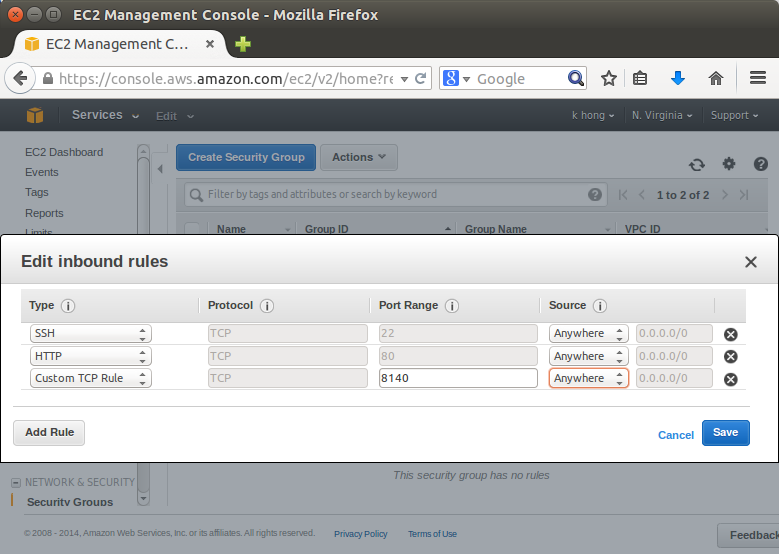 EC2 Management Console - Mozilla Firefox
EC2 Management C...
https://console.aws.amazon.com/ec2/v2/home?re
Google
Services Edit k hong N. Virginia Support
EC2 Dashboard
Events
Tags
Reports
Limits
Create Security Group Actions
Filter by tags and attributes or search by keyword
1 to 2 of 2
Name Group ID Group Name VPC ID
Edit inbound rules
Type Protocol Port Range Source
SSH TCP 22 Anywhere 0.0.0.0/0
HTTP TCP 80 Anywhere 0.0.0.0/0
Custom TCP Rule TCP 8140 Anywhere 0.0.0.0/0
Add Rule Cancel Save
This security group has no rules
NETWORK & SECURITY
Security Groups
© 2008 - 2014, Amazon Web Services, Inc. or its affiliates. All rights reserved. Privacy Policy Terms of Use
Feedback